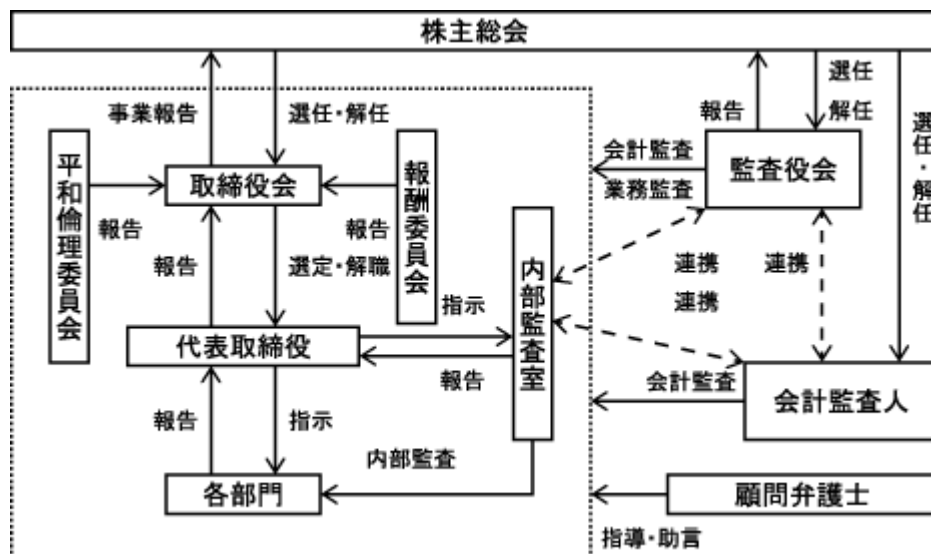 株主総会
選任
事業報告
選任・解任
報告
解任
選任・解任
平和倫理委員会
取締役会
報酬委員会
会計監査
業務監査
監査役会
報告
報告
報告
選定・解職
内部監査室
連携
連携
連携
指示
代表取締役
報告
会計監査
会計監査人
報告
指示
内部監査
各部門
顧問弁護士
指導・助言